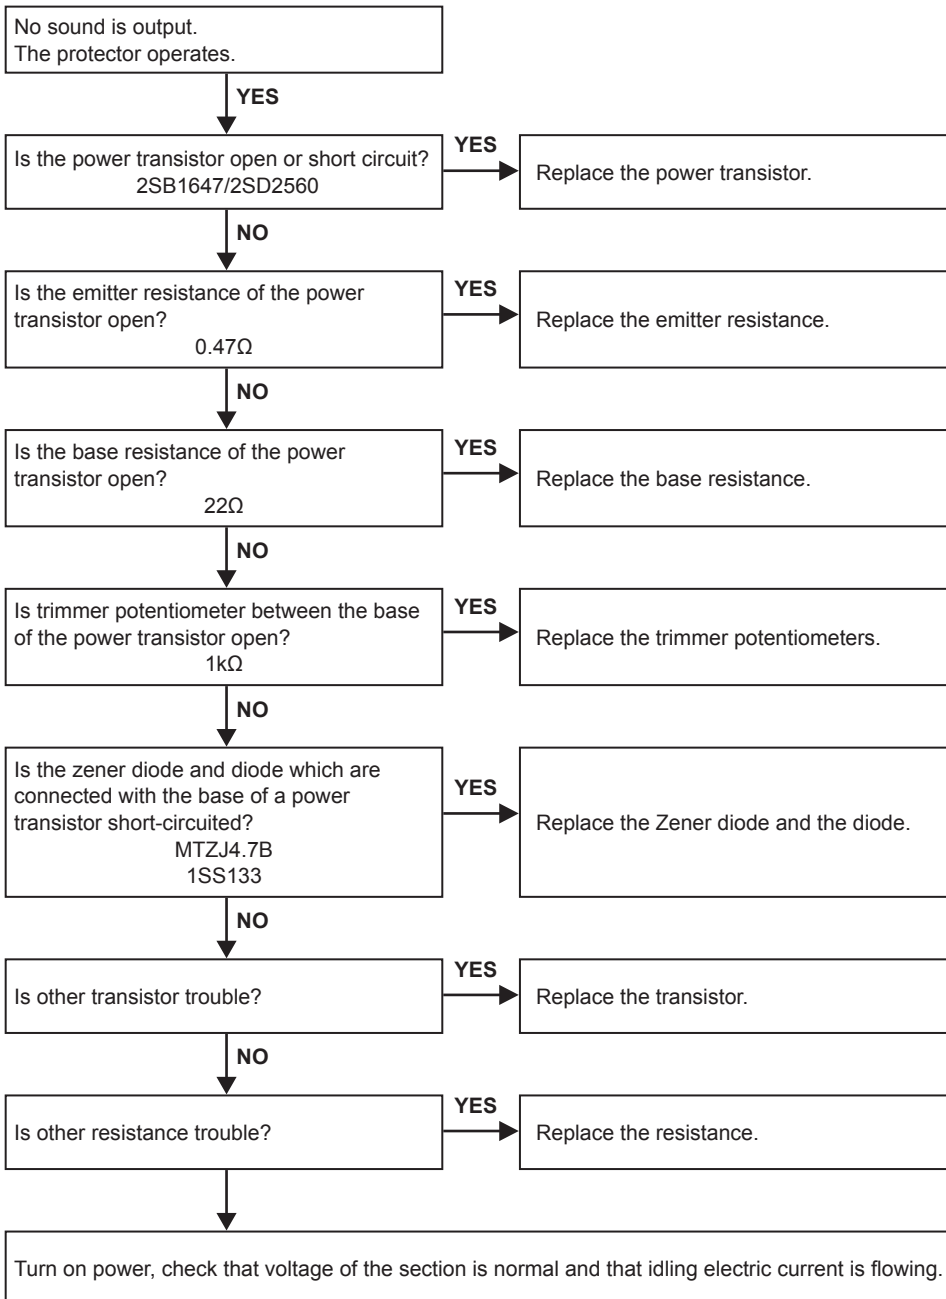 No sound is output.
The protector operates.
YES
Is the power transistor open or short circuit?
2SB1647/2SD2560
YES
Replace the power transistor.
NO
Is the emitter resistance of the power
transistor open?
0.47Ω
YES
Replace the emitter resistance.
NO
Is the base resistance of the power
transistor open?
22Ω
YES
Replace the base resistance.
NO
Is trimmer potentiometer between the base
of the power transistor open?
1kΩ
YES
Replace the trimmer potentiometers.
NO
Is the zener diode and diode which are
connected with the base of a power
transistor short-circuited?
MTZJ4.7B
1SS133
YES
Replace the Zener diode and the diode.
NO
Is other transistor trouble?
YES
Replace the transistor.
NO
Is other resistance trouble?
YES
Replace the resistance.
Turn on power, check that voltage of the section is normal and that idling electric current is flowing.